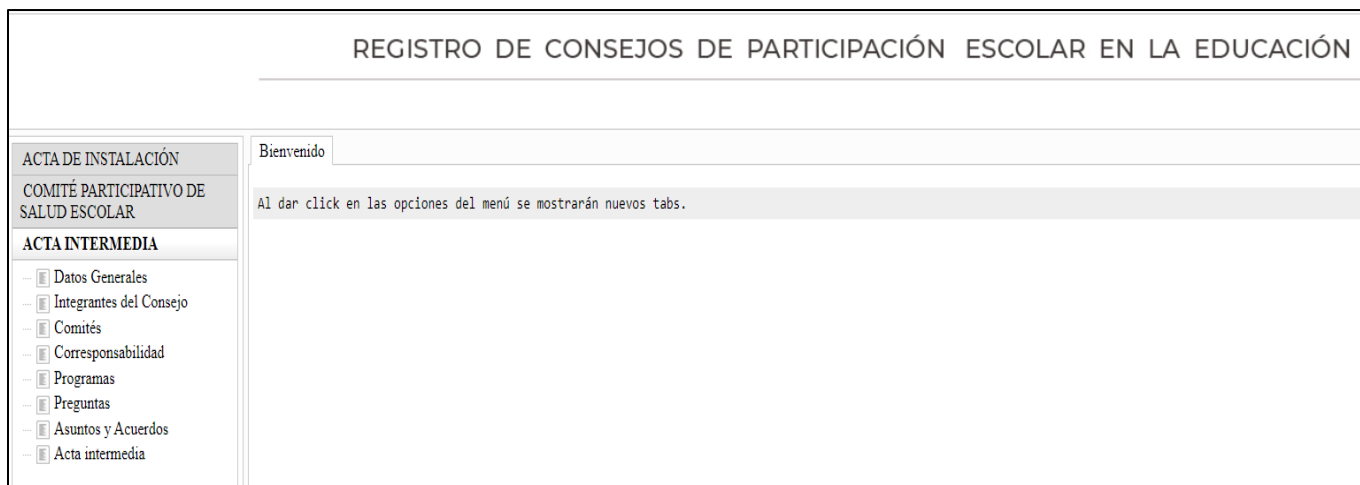 REGISTRO DE CONSEJOS DE PARTICIPACIÓN ESCOLAR EN LA EDUCACIÓN
ACTA DE INSTALACIÓN
COMITÉ PARTICIPATIVO DE
SALUD ESCOLAR
ACTA INTERMEDIA
Datos Generales
Integrantes del Consejo
Comités
Corresponsabilidad
Programas
Preguntas
Asuntos y Acuerdos
Acta intermedia
Bienvenido
Al dar click en las opciones del menú se mostrarán nuevos tabs.